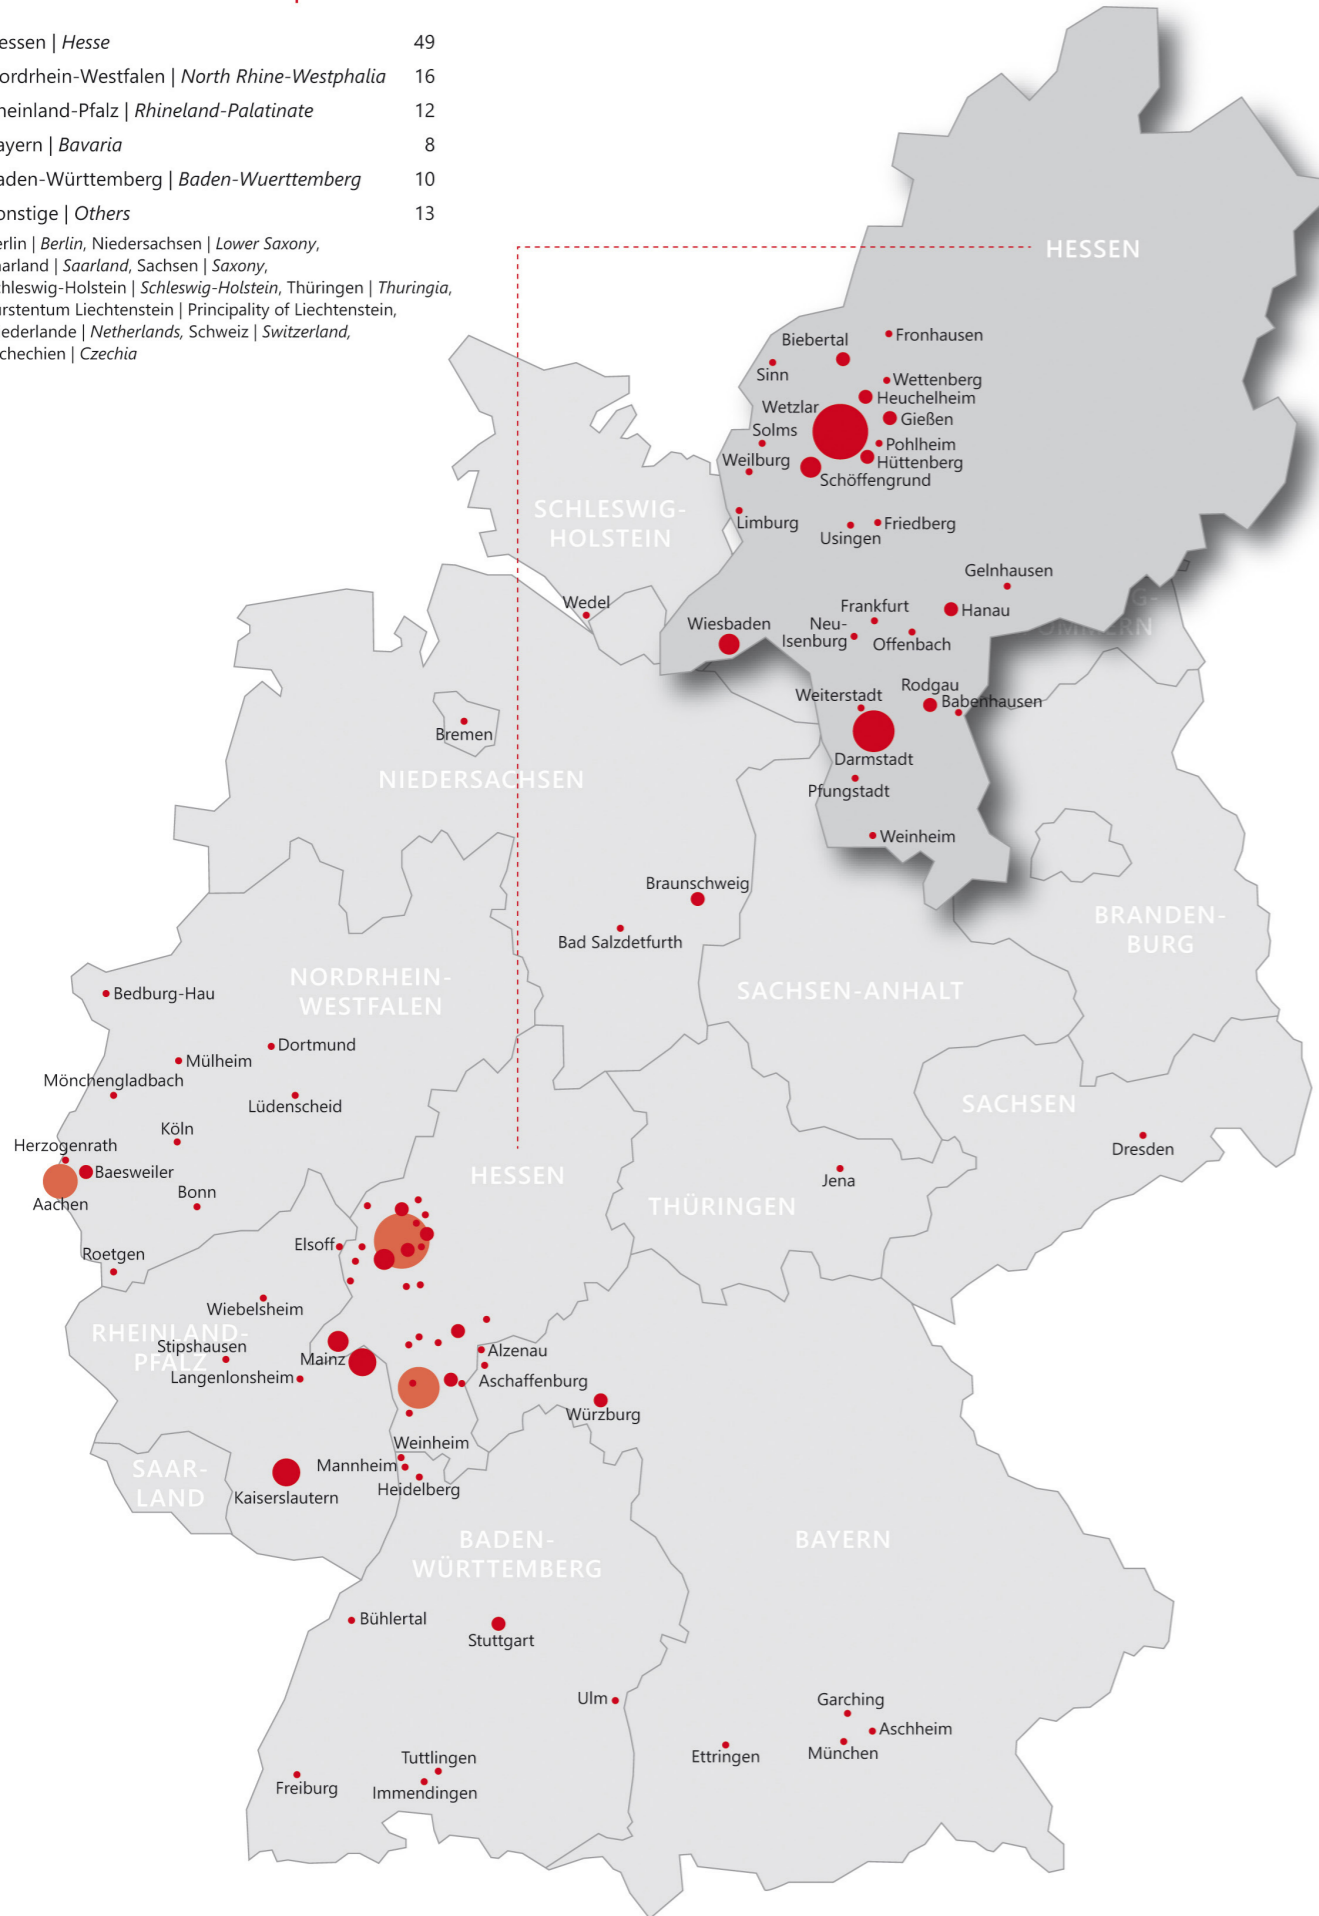 essen | Hesse 49
ordrhein-Westfalen | North Rhine-Westphalia 16
heinland-Pfalz | Rhineland-Palatinate 12
ayern | Bavaria 8
aden-Württemberg | Baden-Wuerttemberg 10
onstige | Others 13
erlin | Berlin, Niedersachsen | Lower Saxony,
aarland | Saarland, Sachsen | Saxony,
chleswig-Holstein | Schleswig-Holstein, Thüringen | Thuringia,
ürstentum Liechtenstein | Principality of Liechtenstein,
iederlande | Netherlands, Schweiz | Switzerland,
schechien | Czechia
HESSEN
Fronhausen
Biebertal
Sinn
Wettenberg
Heuchelheim
Wetzlar
Gießen
Solms
Pohlheim
Weilburg
Hüttenberg
Schöffengrund
Limburg
Friedberg
Usingen
Gelnhausen
Frankfurt
Hanau
Wiesbaden
Neu-
Isenburg
Offenbach
Rodgau
Weiterstadt
Babenhausen
Darmstadt
Pfungstadt
Weinheim
SCHLESWIG-
HOLSTEIN
Wedel
G-
OMMERN
Bremen
NIEDERSACHSEN
Braunschweig
Bad Salzdetfurth
BRANDEN-
BURG
SACHSEN-ANHALT
NORDRHEIN-
WESTFALEN
Bedburg-Hau
Dortmund
Mülheim
Mönchengladbach
Lüdenscheid
Köln
Herzogenrath
Baesweiler
Aachen
Bonn
Roetgen
SACHSEN
Dresden
HESSEN
Jena
THÜRINGEN
Elsoff
Wiebelsheim
RHEINLAND-
PFALZ
Stipshausen
Mainz
Langenlonsheim
Alzenau
Aschaffenburg
Würzburg
Weinheim
Mannheim
Heidelberg
SAAR-
LAND
Kaiserslautern
BADEN-
WÜRTTEMBERG
BAYERN
Bühlertal
Stuttgart
Ulm
Garching
Aschheim
München
Ettringen
Tuttlingen
Immendingen
Freiburg